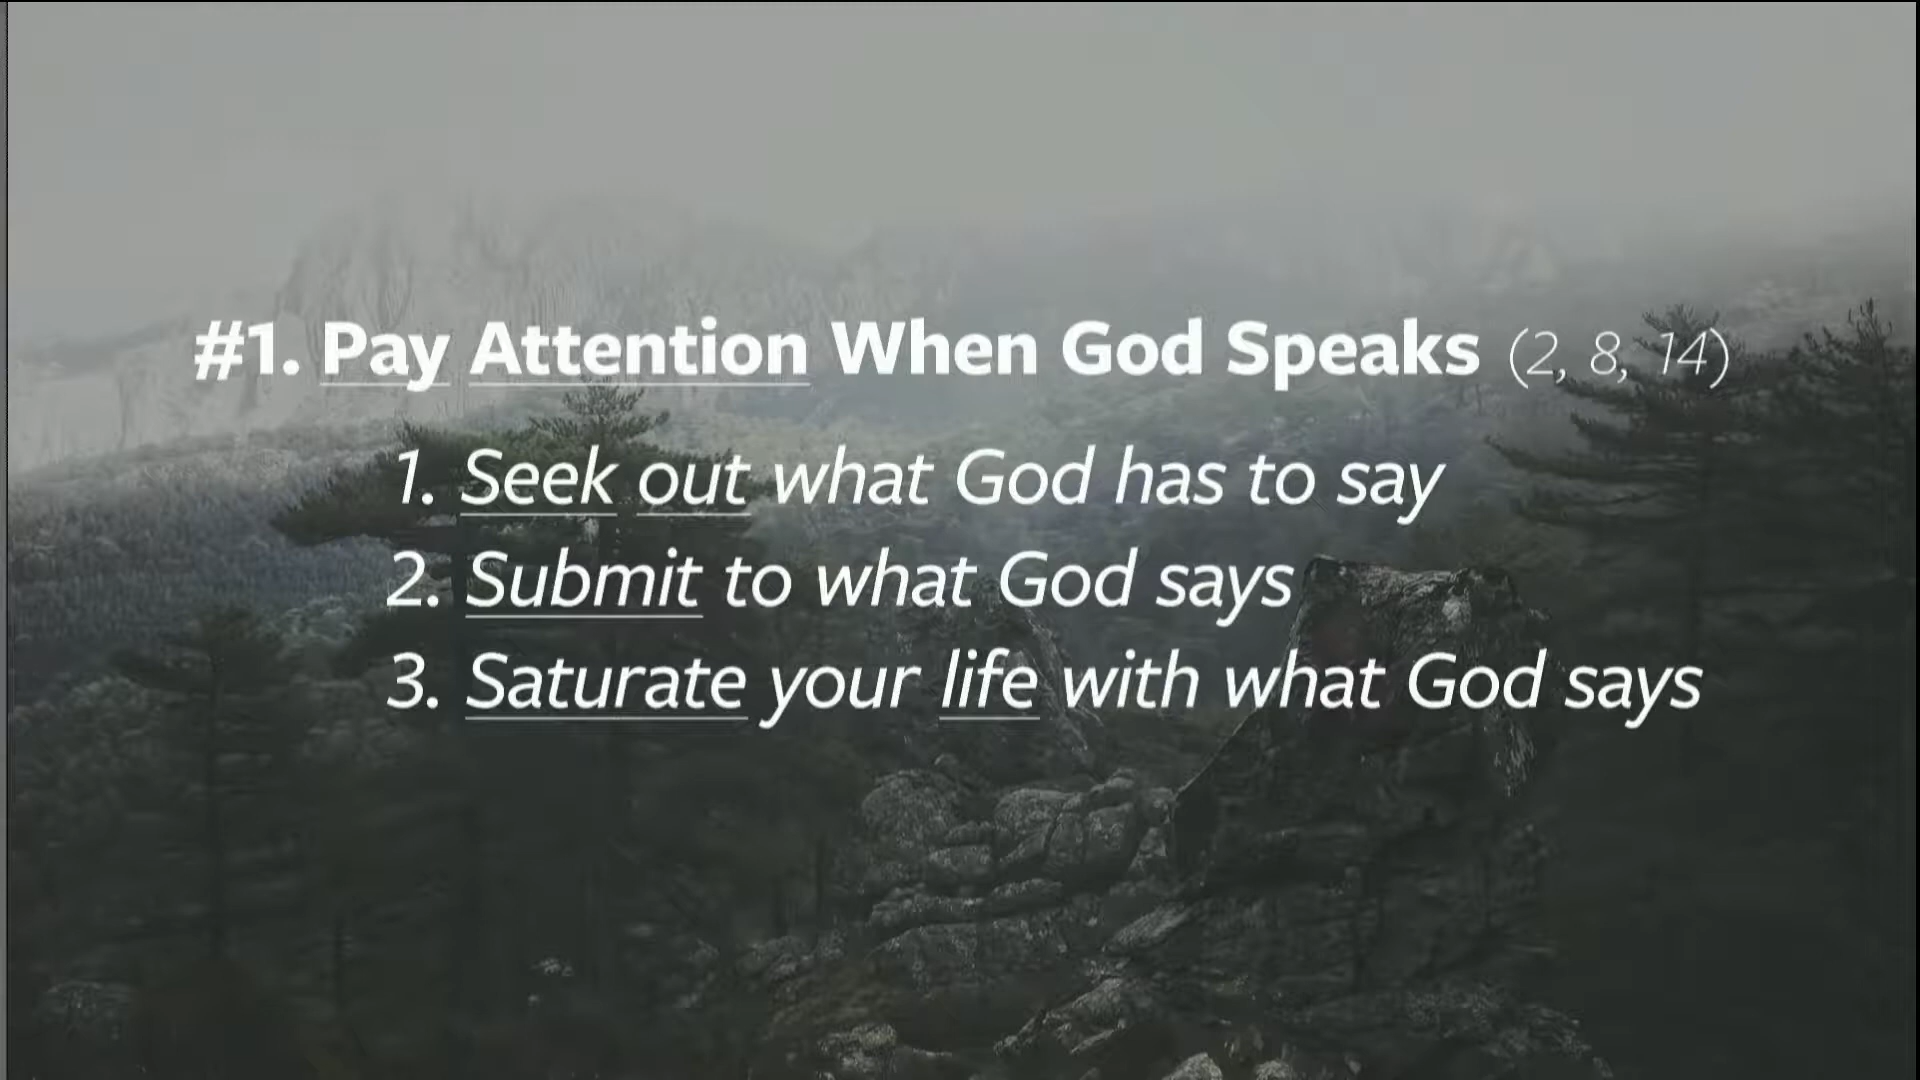 #1. Pay Attention When God Speaks (2, 8, 14)
1. Seek out what God has to say
2. Submit to what God says
3. Saturate your life with what God says